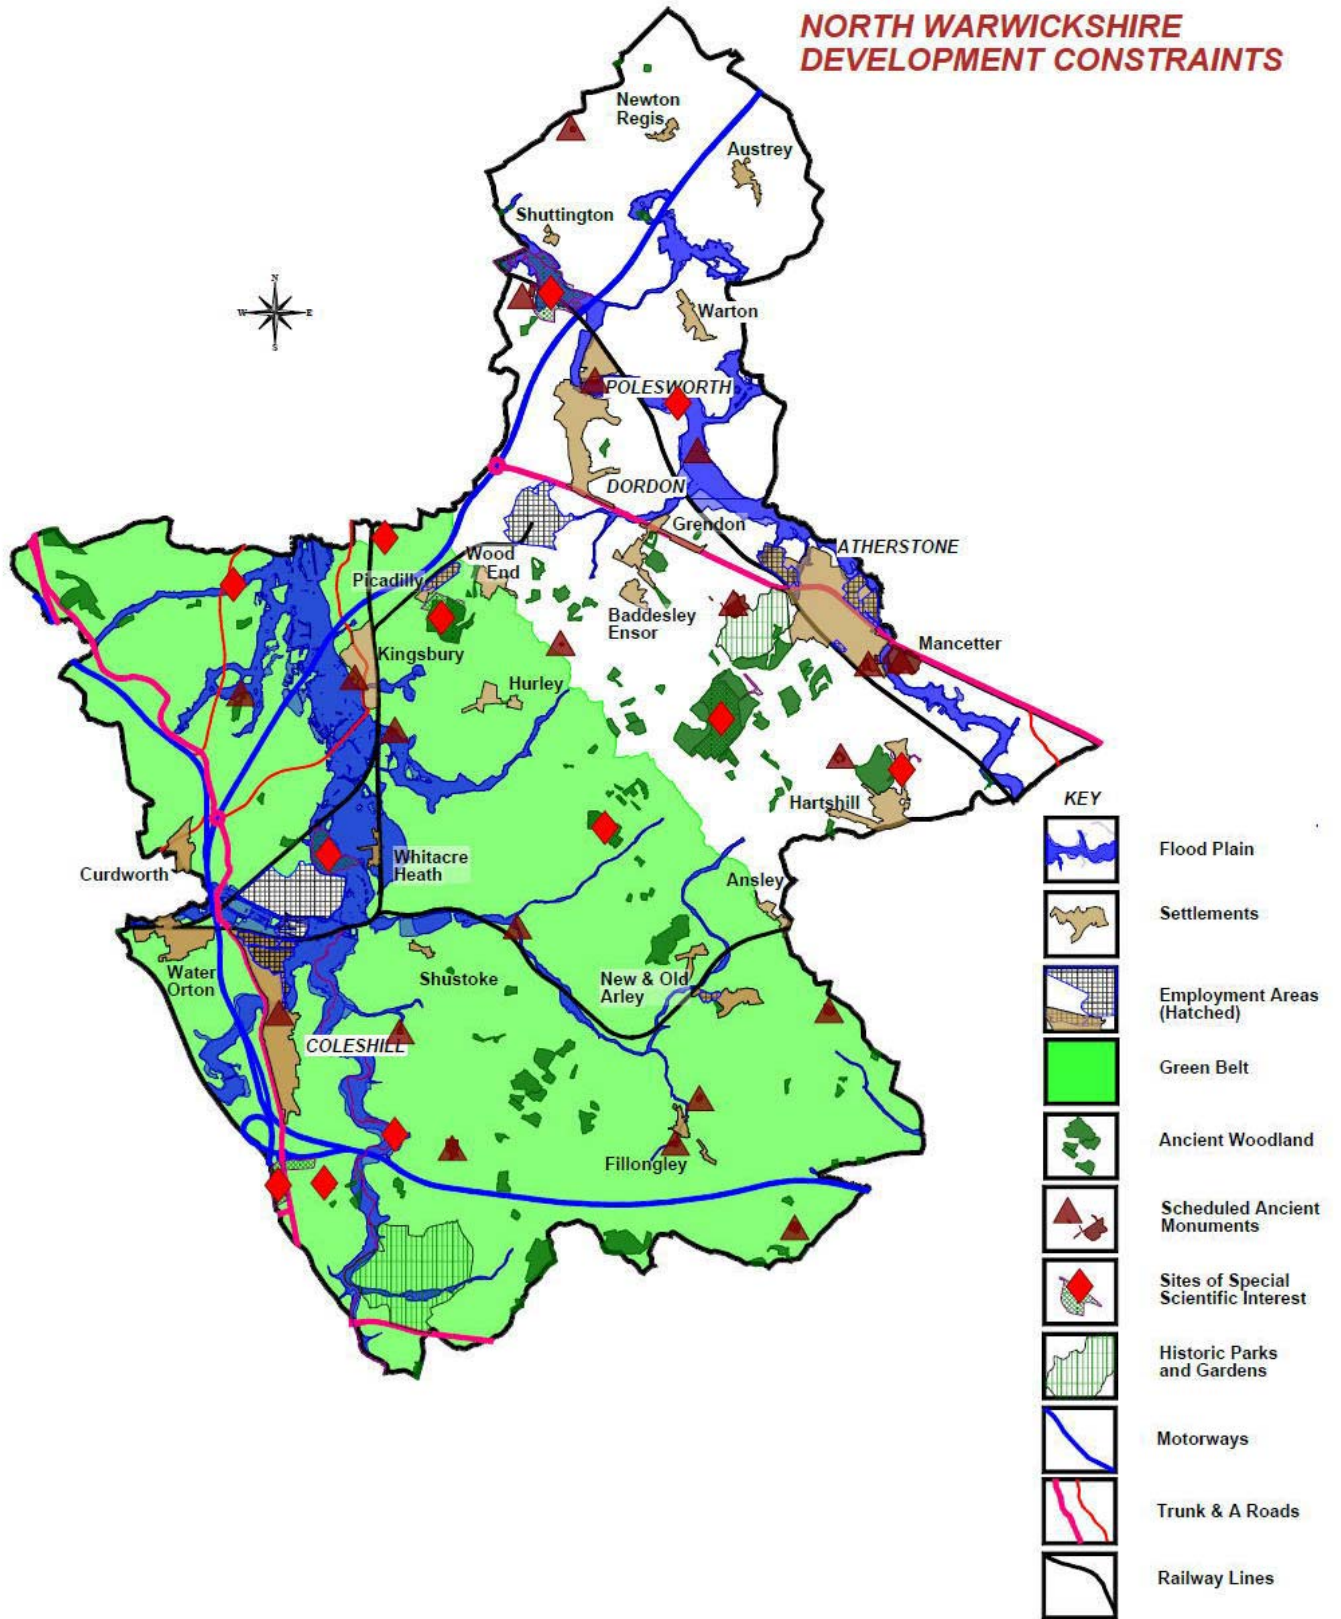 NORTH WARWICKSHIRE
DEVELOPMENT CONSTRAINTS
Newton
Regis
Austrey
Shuttington
N
W
E
S
Warton
POLESWORTH
DORDON
Grendon
ATHERSTONE
Wood
End
Picadilly
Baddesley
Ensor
Mancetter
Kingsbury
Hurley
Hartshill
KEY
Flood Plain
Whitacre
Heath
Curdworth
Ansley
Settlements
Water
Orton
Shustoke
New & Old
Arley
Employment Areas
(Hatched)
COLESHILL
Green Belt
Ancient Woodland
Fillongley
Scheduled Ancient
Monuments
Sites of Special
Scientific Interest
Historic Parks
and Gardens
Motorways
Trunk & A Roads
Railway Lines